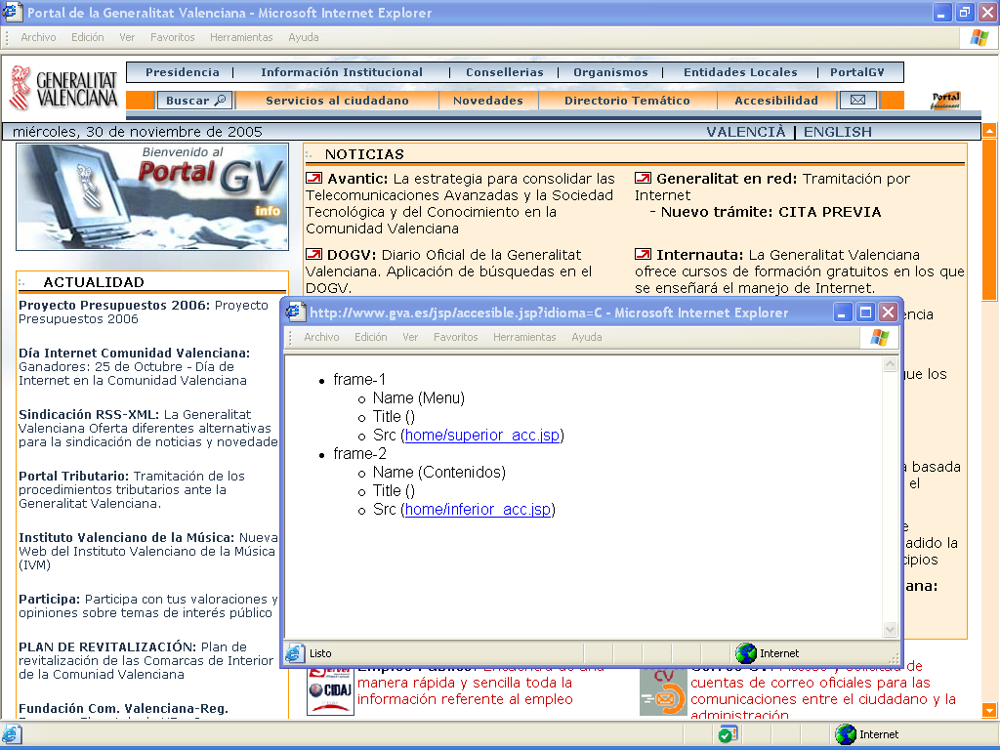 Portal de la Generalitat Valenciana - Microsoft Internet Explorer
Archivo Edición Ver Favoritos Herramientas Ayuda
GENERALITAT
VALENCIANA
Presidencia | Información Institucional | Consellerias | Organismos | Entidades Locales | PortalGV
Buscar Servicios al ciudadano Novedades Directorio Temático Accesibilidad
Portal
miércoles, 30 de noviembre de 2005
VALENCIÀ | ENGLISH
Bienvenido al
Portal GV
info
ACTUALIDAD
Proyecto Presupuestos 2006: Proyecto
Presupuestos 2006
Día Internet Comunidad Valenciana:
Ganadores: 25 de Octubre - Día de
Internet en la Comunidad Valenciana
Sindicación RSS-XML: La Generalitat
Valenciana Oferta diferentes alternativas
para la sindicación de noticias y novedade
Portal Tributario: Tramitación de los
procedimientos tributarios ante la
Generalitat Valenciana.
Instituto Valenciano de la Música: Nueva
Web del Instituto Valenciano de la Música
(IVM)
Participa: Participa con tus valoraciones y
opiniones sobre temas de interés público
PLAN DE REVITALIZACIÓN: Plan de
revitalización de las Comarcas de Interior
de la Comuniad Valenciana
Fundación Com. Valenciana-Reg.
NOTICIAS
Avantic: La estrategia para consolidar las
Telecomunicaciones Avanzadas y la Sociedad
Tecnológica y del Conocimiento en la
Comunidad Valenciana
DOGV: Diario Oficial de la Generalitat
Valenciana. Aplicación de búsquedas en el
DOGV.
Generalitat en red: Tramitación por
Internet
- Nuevo trámite: CITA PREVIA
Internauta: La Generalitat Valenciana
ofrece cursos de formación gratuitos en los que
se enseñará el manejo de Internet.
encia
que los
a basada
el
e
adido la
cipios
ana:
http://www.gva.es/jsp/accesible.jsp?idioma=C - Microsoft Internet Explorer
Archivo Edición Ver Favoritos Herramientas Ayuda
• frame-1
○ Name (Menu)
○ Title ()
○ Src (home/superior_acc.jsp)
• frame-2
○ Name (Contenidos)
○ Title ()
○ Src (home/inferior_acc.jsp)
Listo
Internet
CIDAJ
Empleo Público:
manera rápida y sencilla toda la
información referente al empleo
CV
cuentas de correo oficiales para las
comunicaciones entre el ciudadano y la
administración
Internet